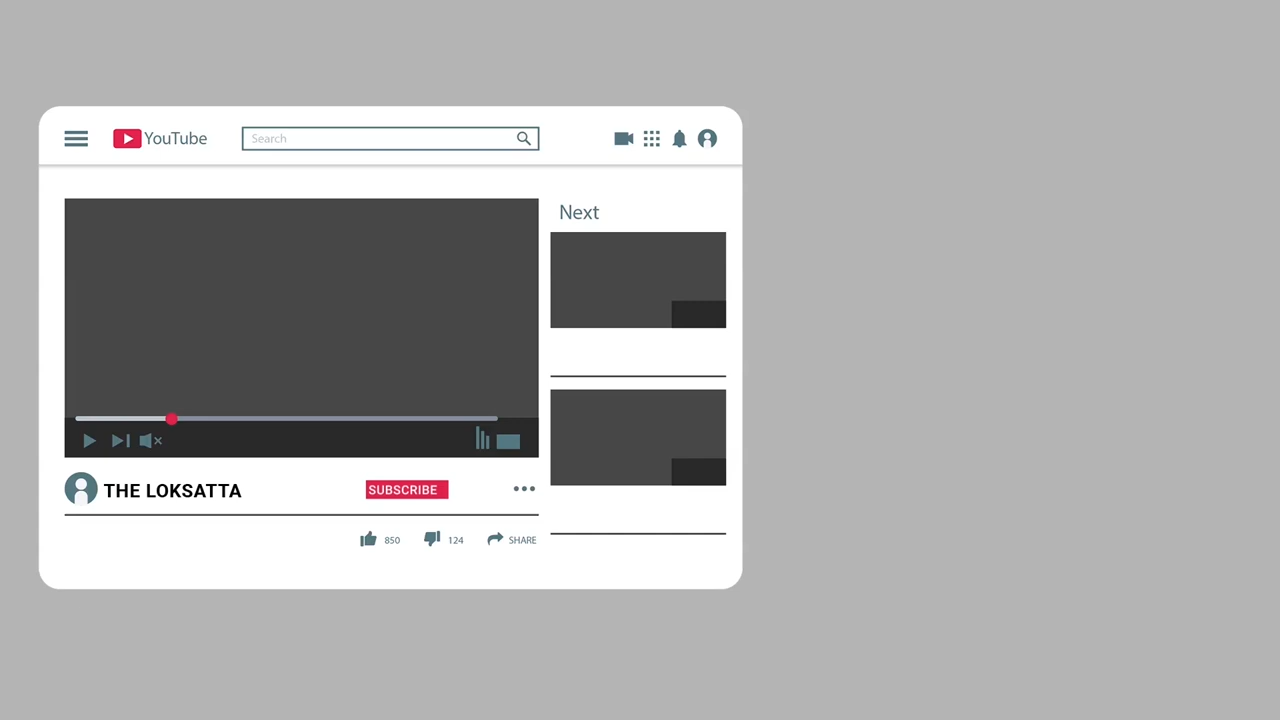 YouTube
Search
Next
THE LOKSATTA
SUBSCRIBE
850
124
SHARE